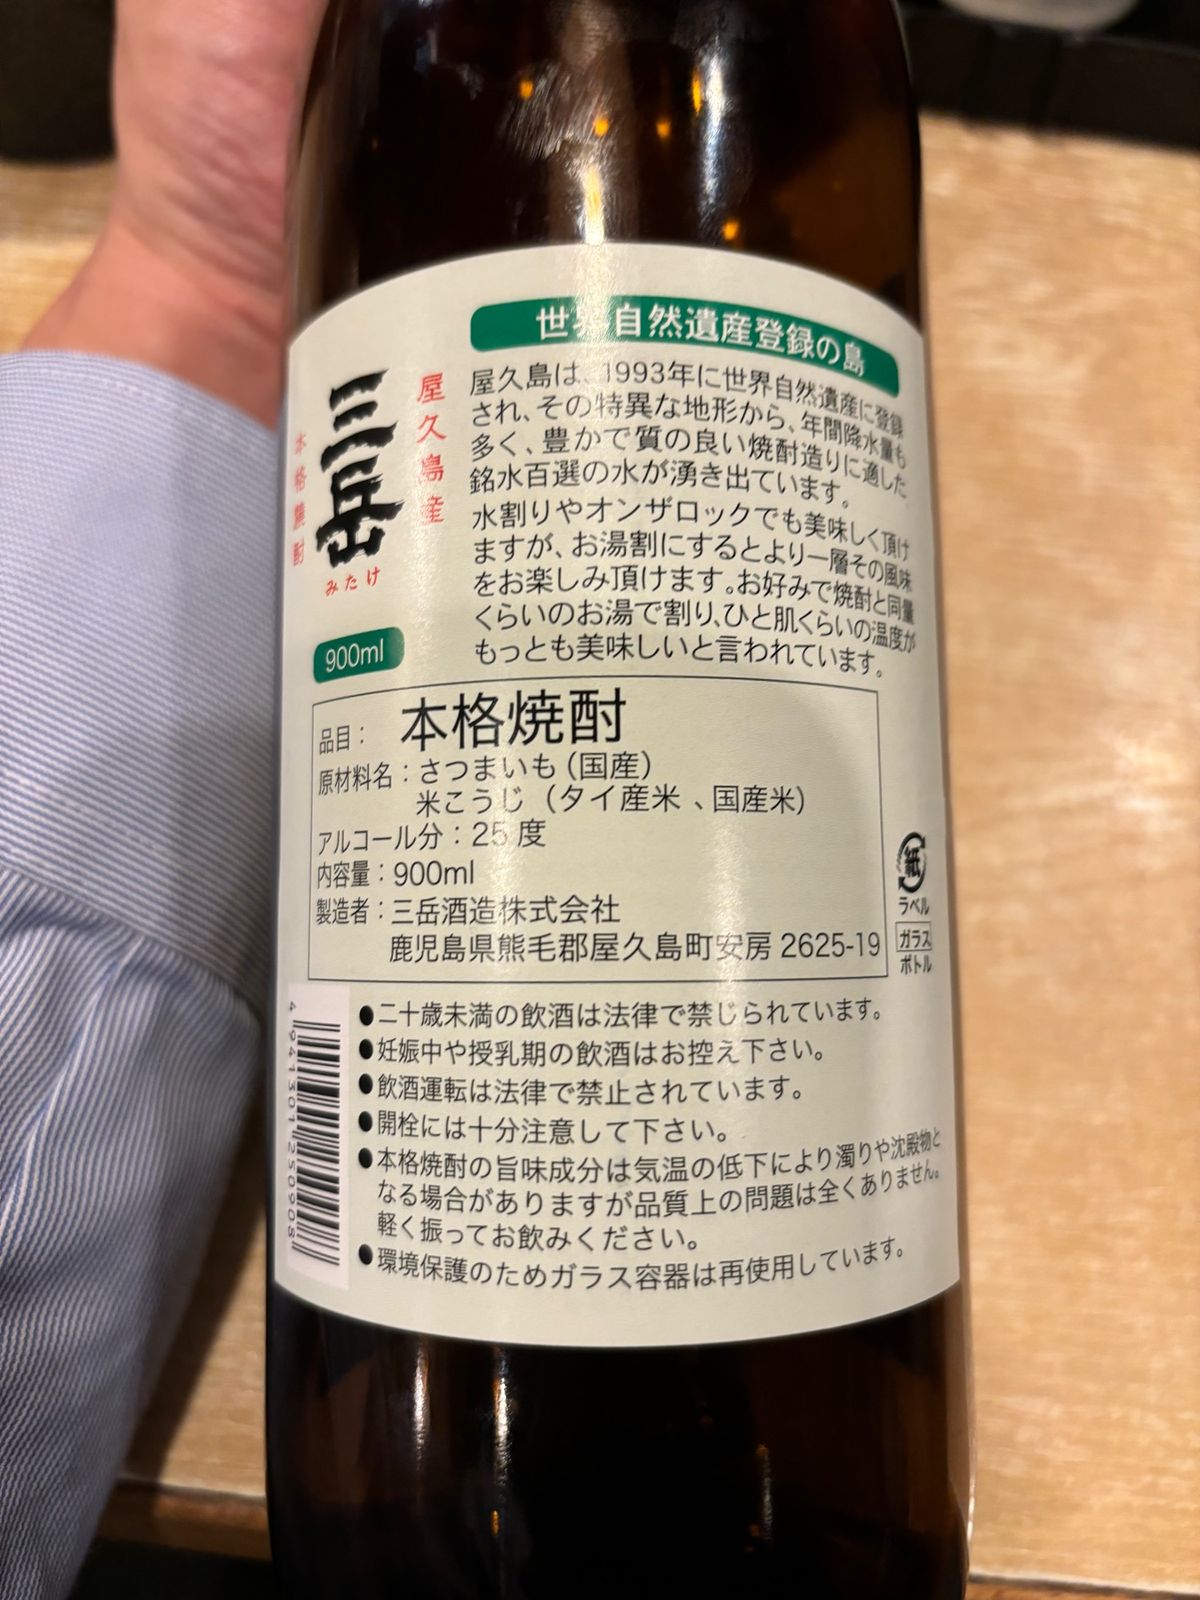 世界自然遺産登録の島
屋久島は、1993年に世界自然遺産に登録
され、その特異な地形から、年間降水量も
多く、豊かで質の良い焼酎造りに適した
銘水百選の水が湧き出ています。
水割りやオンザロックでも美味しく頂け
ますが、お湯割にするとより一層その風味
をお楽しみ頂けます。お好みで焼酎と同量
くらいのお湯で割り、ひと肌くらいの温度が
もっとも美味しいと言われています。
屋久島産
三岳
みたけ
本格焼酎
900ml
品目： 本格焼酎
原材料名：さつまいも（国産）
米こうじ（タイ産米、国産米）
アルコール分：25度
内容量：900ml
製造者：三岳酒造株式会社
鹿児島県熊毛郡屋久島町安房 2625-19
紙
ラベル
ガラス
ボトル
●二十歳未満の飲酒は法律で禁じられています。
●妊娠中や授乳期の飲酒はお控え下さい。
●飲酒運転は法律で禁止されています。
●開栓には十分注意して下さい。
●本格焼酎の旨味成分は気温の低下により濁りや沈殿物と
なる場合がありますが品質上の問題は全くありません。
軽く振ってお飲みください。
●環境保護のためガラス容器は再使用しています。
4 941301 250908